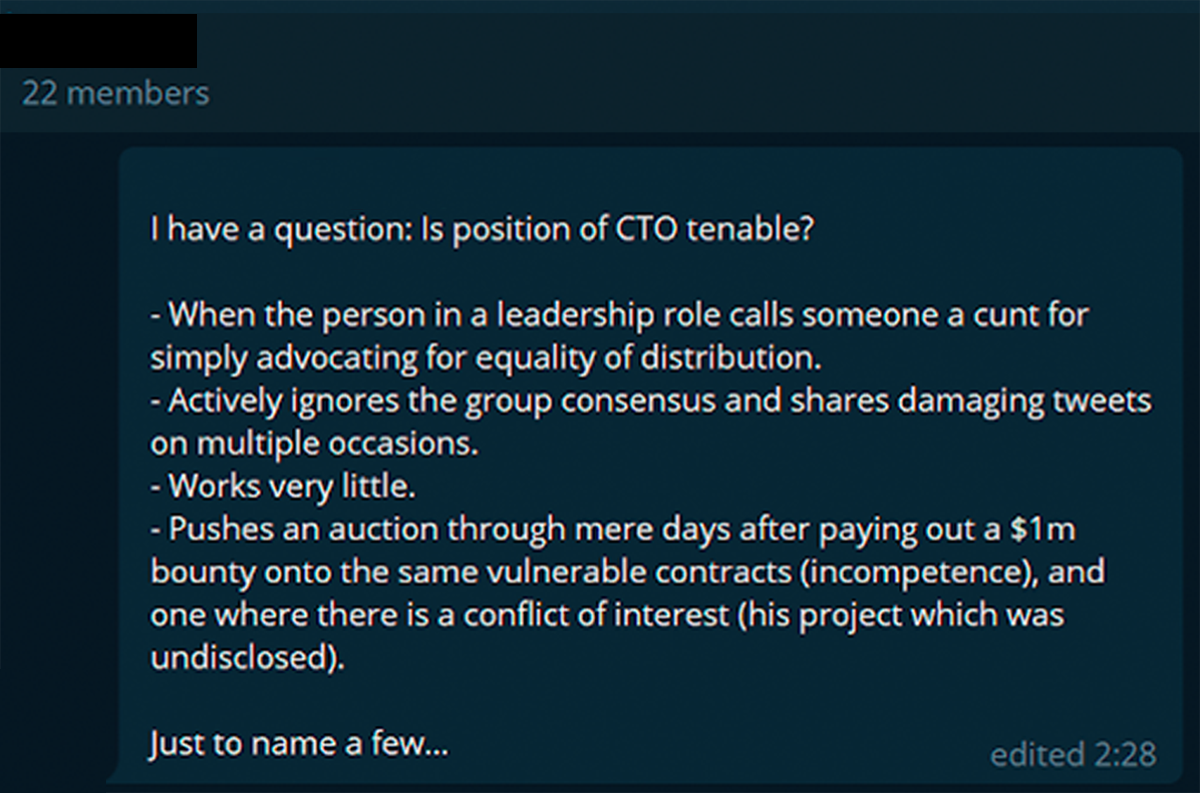 22 members
I have a question: Is position of CTO tenable?
- When the person in a leadership role calls someone a cunt for
simply advocating for equality of distribution.
- Actively ignores the group consensus and shares damaging tweets
on multiple occasions.
- Works very little.
- Pushes an auction through mere days after paying out a $1m
bounty onto the same vulnerable contracts (incompetence), and
one where there is a conflict of interest (his project which was
undisclosed).
Just to name a few...
edited 2:28